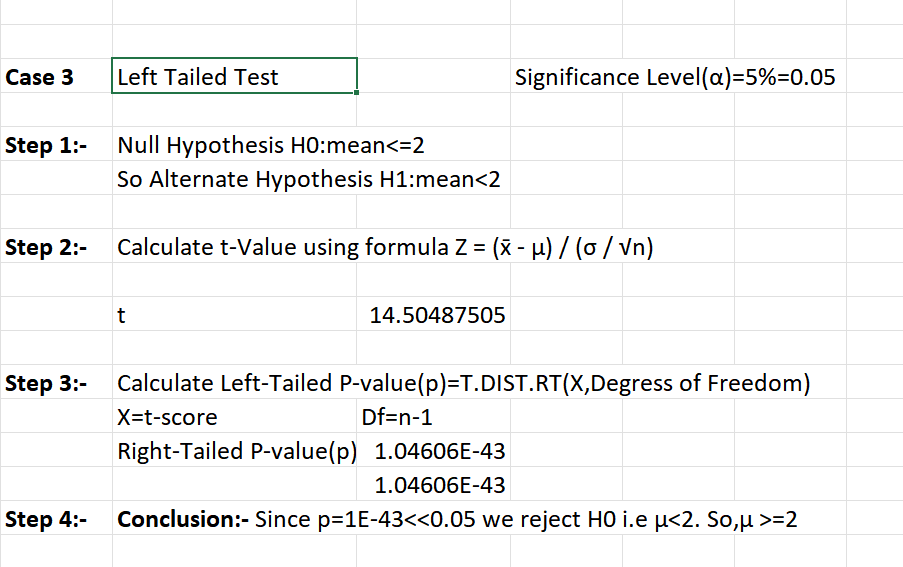 Case 3 Left Tailed Test Significance Level(α)=5%=0.05
Step 1:- Null Hypothesis H0:mean<=2
So Alternate Hypothesis H1:mean<2
Step 2:- Calculate t-Value using formula Z = (x̄ - μ) / (σ / √n)
t 14.50487505
Step 3:- Calculate Left-Tailed P-value(p)=T.DIST.RT(X,Degress of Freedom)
X=t-score Df=n-1
Right-Tailed P-value(p) 1.04606E-43
1.04606E-43
Step 4:- Conclusion:- Since p=1E-43<<0.05 we reject H0 i.e μ<2. So,μ >=2